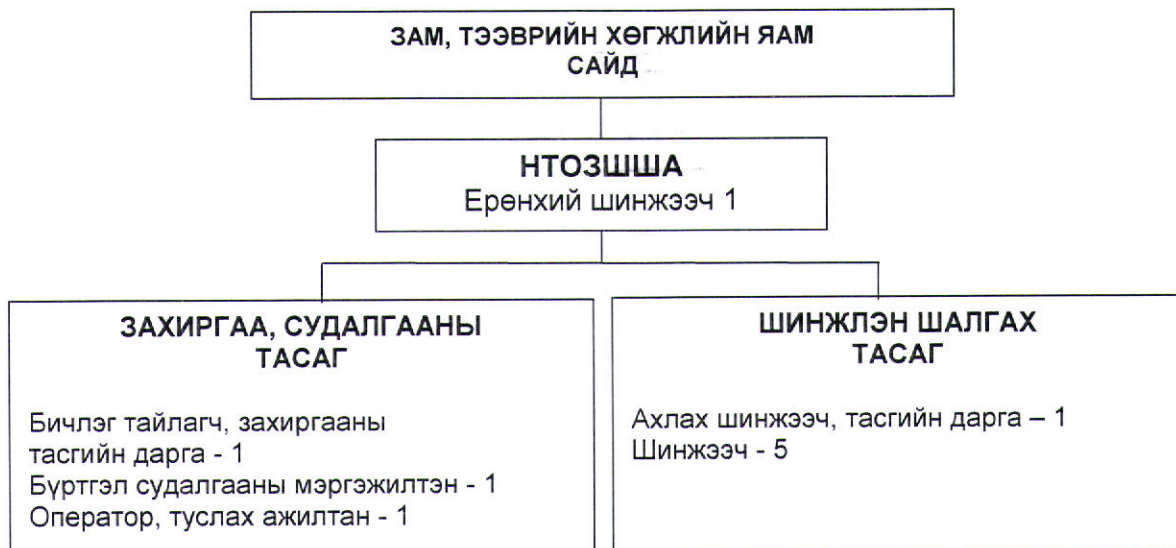 ЗАМ, ТЭЭВРИЙН ХӨГЖЛИЙН ЯАМ
САЙД
НТОЗШША
Ерөнхий шинжээч 1
ЗАХИРГАА, СУДАЛГААНЫ
ТАСАГ
Бичлэг тайлагч, захиргааны
тасгийн дарга - 1
Бүртгэл судалгааны мэргэжилтэн - 1
Оператор, туслах ажилтан - 1
ШИНЖЛЭН ШАЛГАХ
ТАСАГ
Ахлах шинжээч, тасгийн дарга – 1
Шинжээч - 5